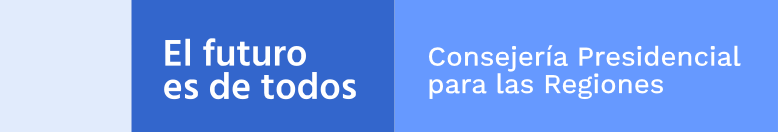 El futuro
es de todos
Consejería Presidencial
para las Regiones